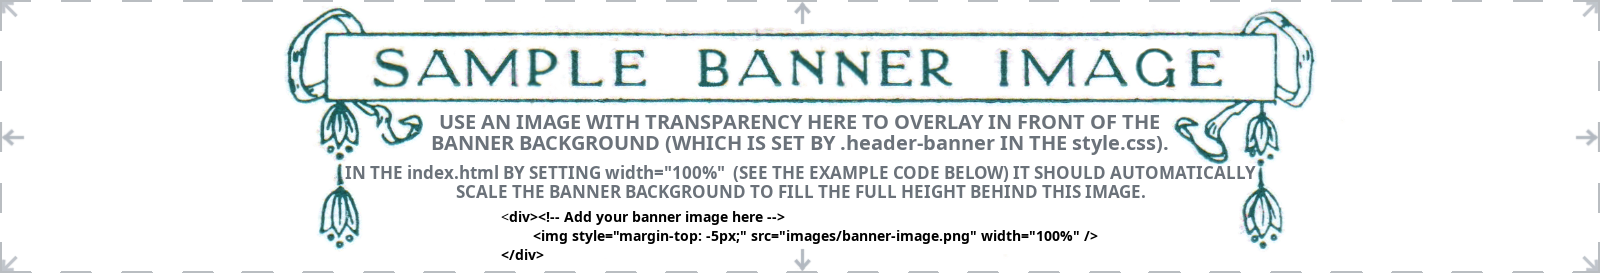 SAMPLE BANNER IMAGE
USE AN IMAGE WITH TRANSPARENCY HERE TO OVERLAY IN FRONT OF THE
BANNER BACKGROUND (WHICH IS SET BY .header-banner IN THE style.css).
IN THE index.html BY SETTING width="100%"  (SEE THE EXAMPLE CODE BELOW) IT SHOULD AUTOMATICALLY
SCALE THE BANNER BACKGROUND TO FILL THE FULL HEIGHT BEHIND THIS IMAGE.
<div><!-- Add your banner image here -->
<img style="margin-top: -5px;" src="images/banner-image.png" width="100%" />
</div>